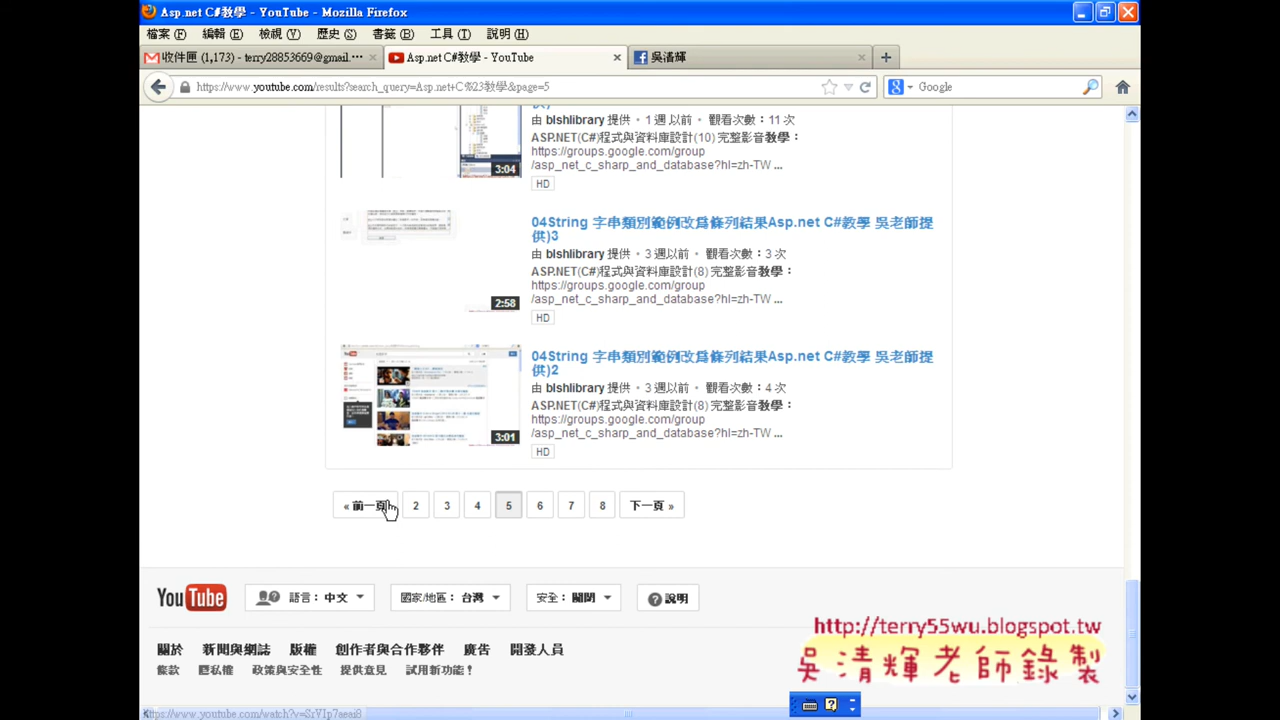 Asp.net C#教學 - YouTube - Mozilla Firefox
檔案(F) 編輯(E) 檢視(V) 歷史(S) 書籤(B) 工具(T) 說明(H)
收件匣 (1,173) - terry28853669@gmail.… × Asp.net C#教學 - YouTube × 吳清輝 × +
https://www.youtube.com/results?search_query=Asp.net+C%23教學&page=5 Google
供)
由 blshlibrary 提供 • 1 週以前 • 觀看次數：11 次
ASP.NET(C#)程式與資料庫設計(10) 完整影音教學：
https://groups.google.com/group
/asp_net_c_sharp_and_database?hl=zh-TW ...
3:04
HD
04String 字串類別範例改為條列結果Asp.net C#教學 吳老師提
供)3
由 blshlibrary 提供 • 3 週以前 • 觀看次數：3 次
ASP.NET(C#)程式與資料庫設計(8) 完整影音教學：
https://groups.google.com/group
/asp_net_c_sharp_and_database?hl=zh-TW ...
2:58
HD
04String 字串類別範例改為條列結果Asp.net C#教學 吳老師提
供)2
由 blshlibrary 提供 • 3 週以前 • 觀看次數：4 次
ASP.NET(C#)程式與資料庫設計(8) 完整影音教學：
https://groups.google.com/group
/asp_net_c_sharp_and_database?hl=zh-TW ...
3:01
HD
« 前一頁 2 3 4 5 6 7 8 下一頁 »
YouTube 語言：中文 國家/地區：台灣 安全：關閉 說明
http://terry55wu.blogspot.tw
吳清輝老師錄製
關於 新聞與網誌 版權 創作者與合作夥伴 廣告 開發人員
條款 隱私權 政策與安全性 提供意見 試用新功能！